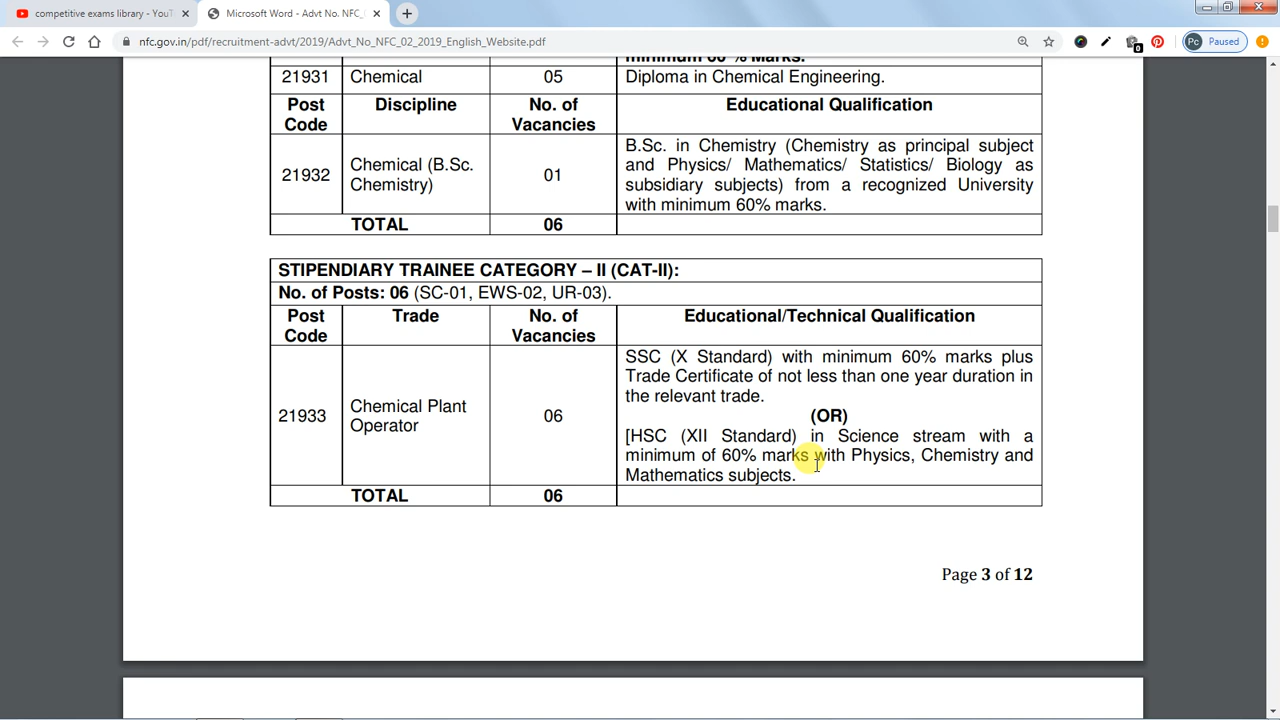 competitive exams library - YouT
Microsoft Word - Advt No. NFC_
nfc.gov.in/pdf/recruitment-advt/2019/Advt_No_NFC_02_2019_English_Website.pdf
0
Pc Paused
minimum 60 % Marks.
21931 Chemical 05 Diploma in Chemical Engineering.
Post Discipline No. of Educational Qualification
Code Vacancies
B.Sc. in Chemistry (Chemistry as principal subject
Chemical (B.Sc. and Physics/ Mathematics/ Statistics/ Biology as
21932 Chemistry) 01 subsidiary subjects) from a recognized University
with minimum 60% marks.
TOTAL 06
STIPENDIARY TRAINEE CATEGORY – II (CAT-II):
No. of Posts: 06 (SC-01, EWS-02, UR-03).
Post Trade No. of Educational/Technical Qualification
Code Vacancies
SSC (X Standard) with minimum 60% marks plus
Trade Certificate of not less than one year duration in
the relevant trade.
21933 Chemical Plant 06 (OR)
Operator [HSC (XII Standard) in Science stream with a
minimum of 60% marks with Physics, Chemistry and
Mathematics subjects.
TOTAL 06
Page 3 of 12